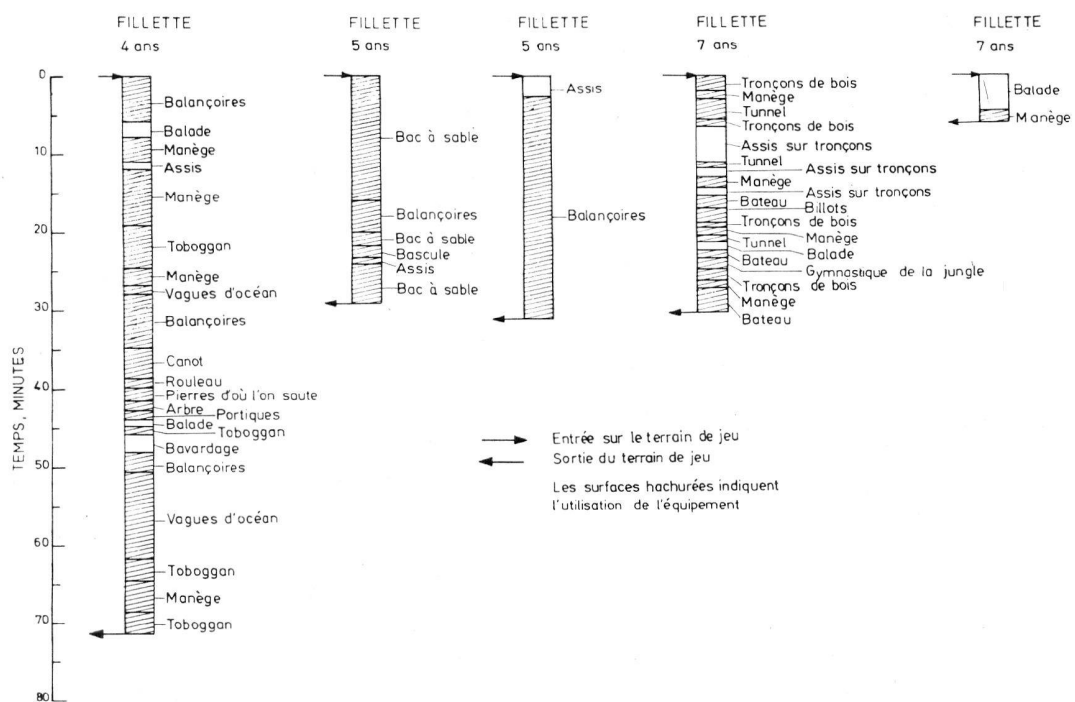 FILLETTE
4 ans
FILLETTE
5 ans
FILLETTE
5 ans
FILLETTE
7 ans
FILLETTE
7 ans
TEMPS, MINUTES
0
10
20
30
40
50
60
70
80
Balançoires
Balade
Manège
Assis
Manège
Toboggan
Manège
Vagues d'océan
Balançoires
Canot
Rouleau
Pierres d'où l'on saute
Arbre
Portiques
Balade
Toboggan
Bavardage
Balançoires
Vagues d'océan
Toboggan
Manège
Toboggan
Bac à sable
Balançoires
Bac à sable
Bascule
Assis
Bac à sable
Assis
Balançoires
Tronçons de bois
Manège
Tunnel
Tronçons de bois
Assis sur tronçons
Tunnel
Assis sur tronçons
Manège
Assis sur tronçons
Bateau
Billots
Tronçons de bois
Manège
Tunnel
Balade
Bateau
Gymnastique de la jungle
Tronçons de bois
Manège
Bateau
Balade
Manège
Entrée sur le terrain de jeu
Sortie du terrain de jeu
Les surfaces hachurées indiquent
l'utilisation de l'équipement